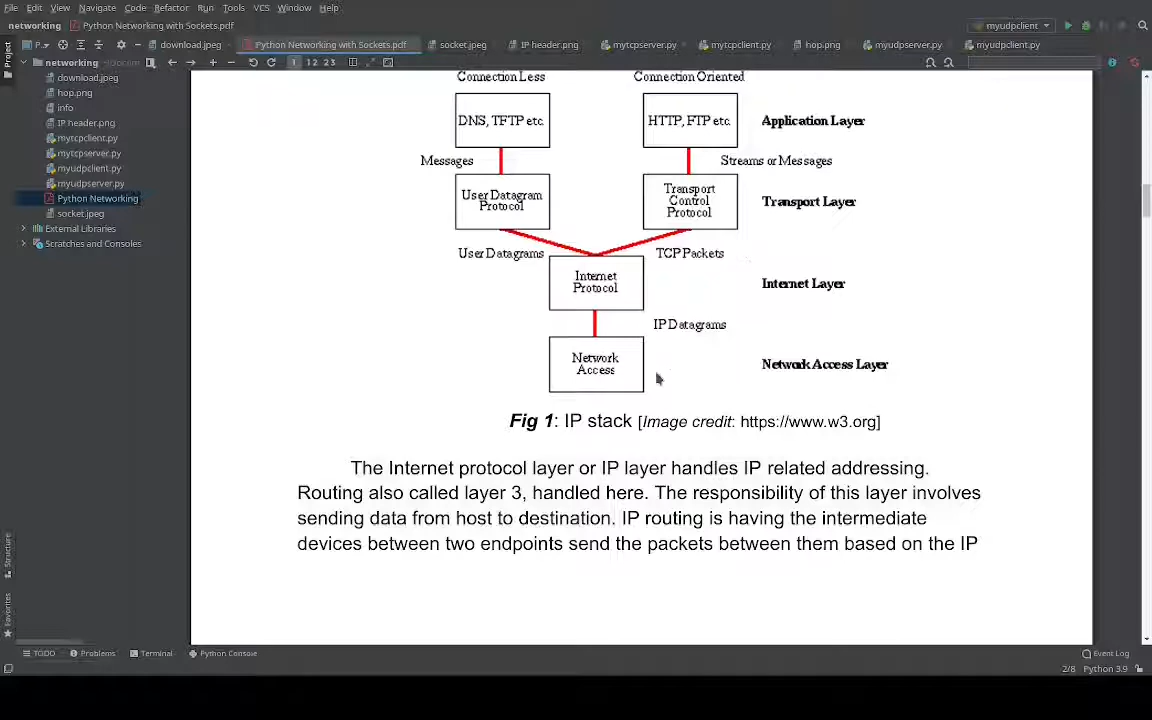 File Edit View Navigate Code Refactor Run Tools VCS Window Help
networking Python Networking with Sockets.pdf myudpclient
Project P... download.jpeg Python Networking with Sockets.pdf socket.jpeg IP header.png mytcpserver.py mytcpclient.py hop.png myudpserver.py myudpclient.py
networking
download.jpeg
hop.png
info
IP header.png
mytcpclient.py
mytcpserver.py
myudpclient.py
myudpserver.py
Python Networking
socket.jpeg
External Libraries
Scratches and Consoles
Structure
Favorites
Connection Less Connection Oriented
DNS, TFTP etc. HTTP, FTP etc. Application Layer
Messages Streams or Messages
User Datagram
Protocol
Transport
Control
Protocol
Transport Layer
User Datagrams TCP Packets
Internet
Protocol
Internet Layer
IP Datagrams
Network
Access
Network Access Layer
Fig 1: IP stack [Image credit: https://www.w3.org]
The Internet protocol layer or IP layer handles IP related addressing.
Routing also called layer 3, handled here. The responsibility of this layer involves
sending data from host to destination. IP routing is having the intermediate
devices between two endpoints send the packets between them based on the IP
TODO Problems Terminal Python Console Event Log
2/8 Python 3.9